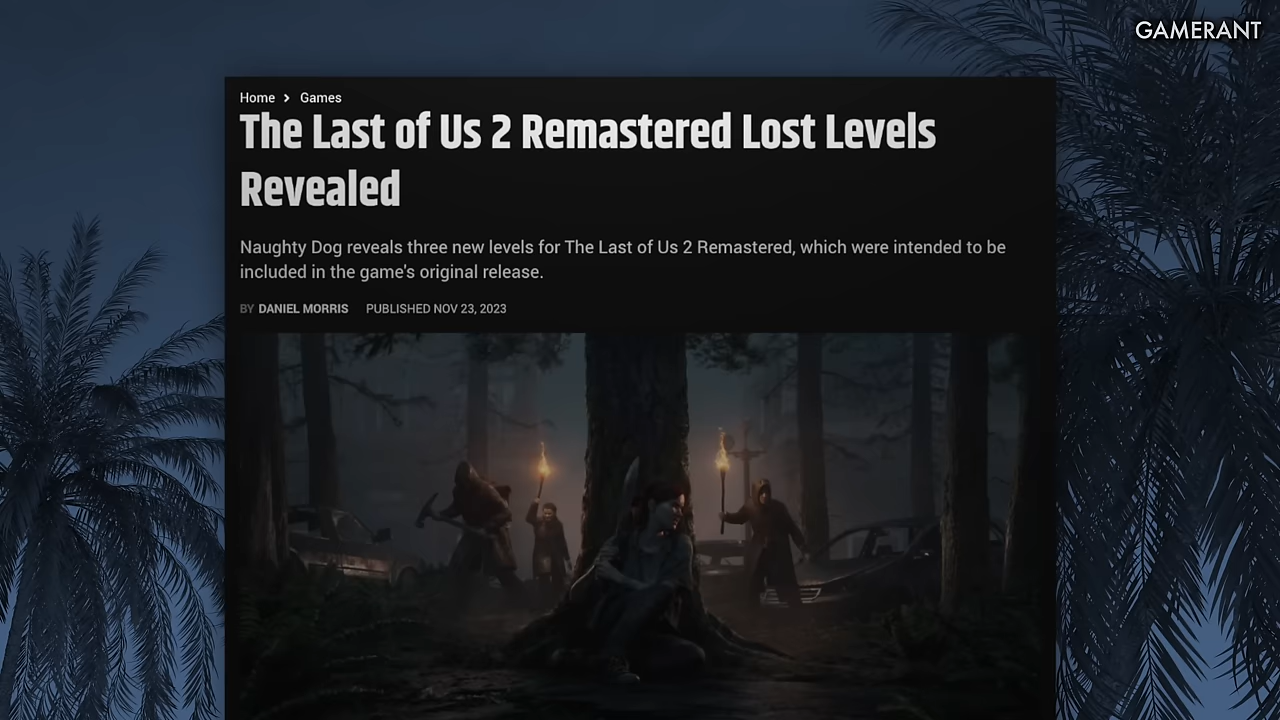 GAMERANT
Home > Games
The Last of Us 2 Remastered Lost Levels
Revealed
Naughty Dog reveals three new levels for The Last of Us 2 Remastered, which were intended to be
included in the game's original release.
BY DANIEL MORRIS PUBLISHED NOV 23, 2023